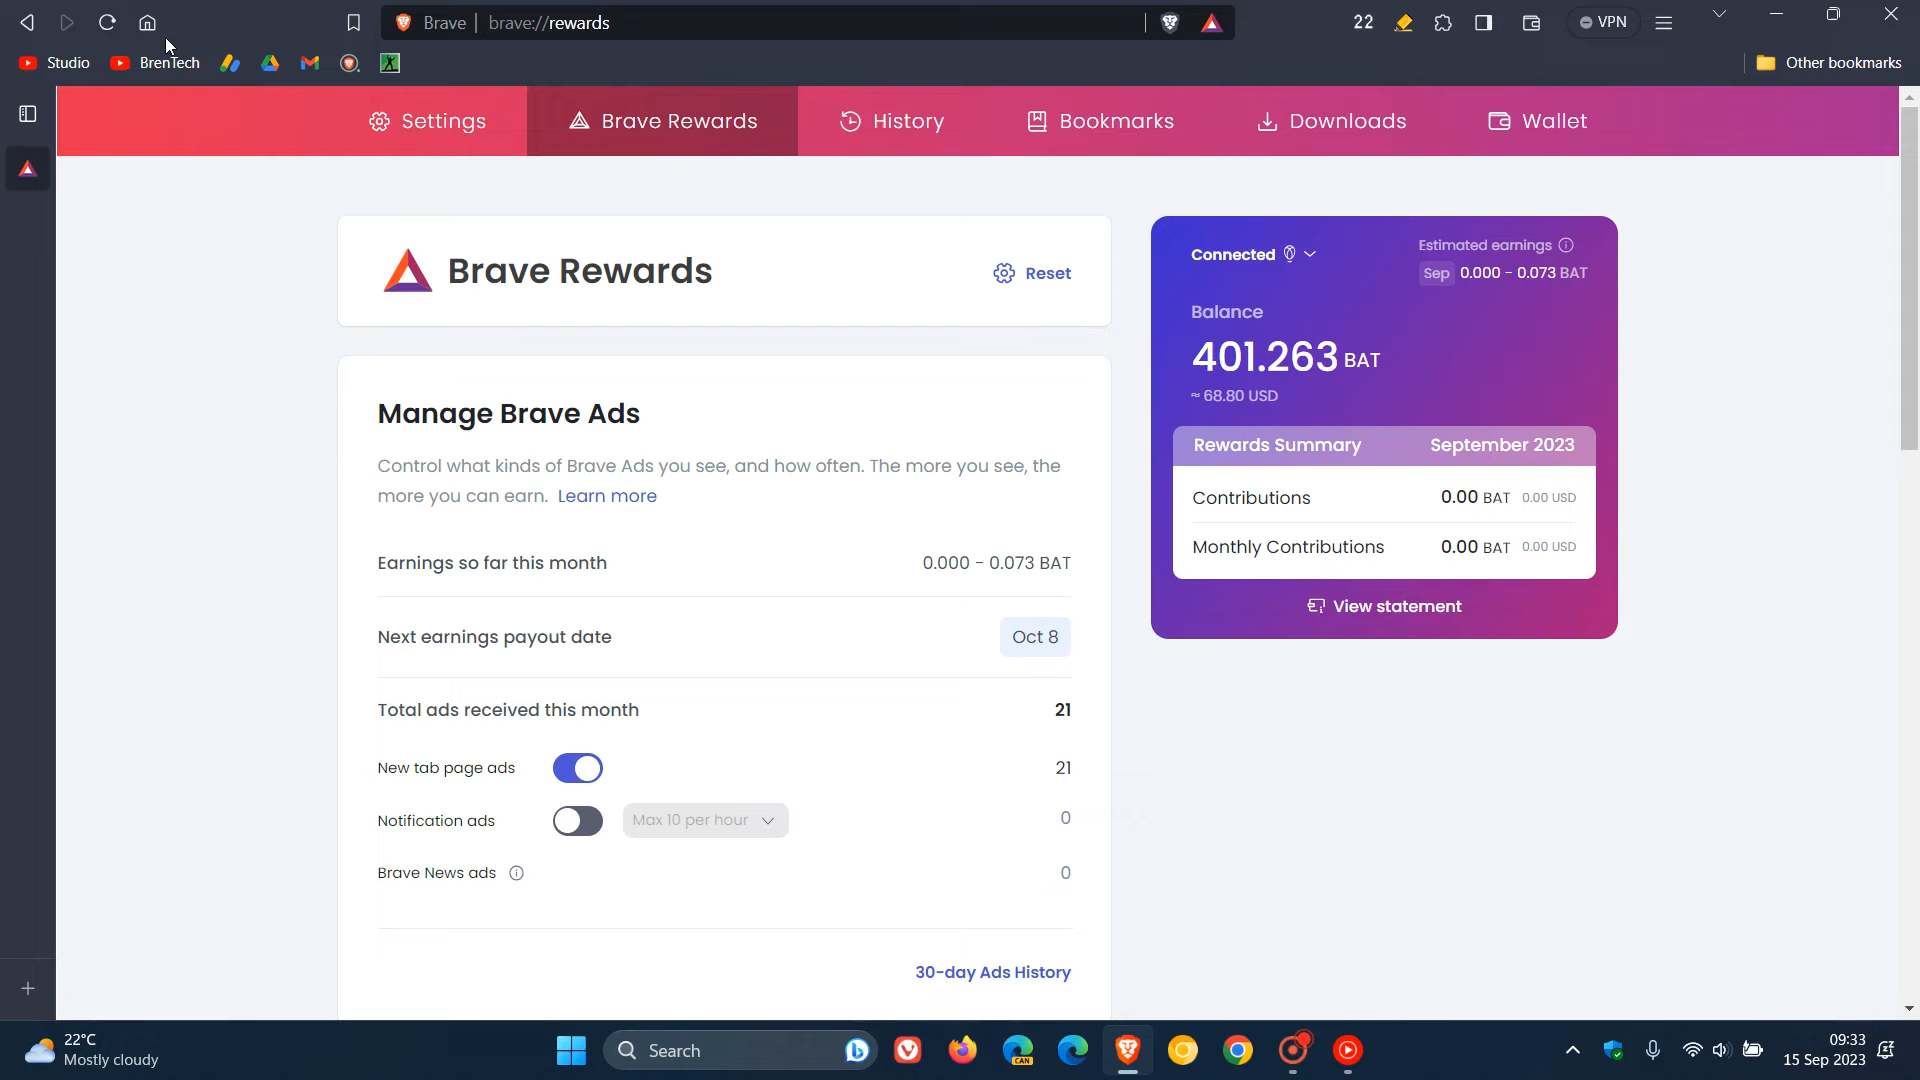 Brave
brave://rewards
22
VPN
Studio
BrenTech
Other bookmarks
Settings
Brave Rewards
History
Bookmarks
Downloads
Wallet
Brave Rewards
Reset
Connected
Estimated earnings
Sep 0.000 - 0.073 BAT
Balance
401.263 BAT
≈ 68.80 USD
Rewards Summary September 2023
Contributions 0.00 BAT 0.00 USD
Monthly Contributions 0.00 BAT 0.00 USD
View statement
Manage Brave Ads
Control what kinds of Brave Ads you see, and how often. The more you see, the
more you can earn. Learn more
Earnings so far this month 0.000 - 0.073 BAT
Next earnings payout date Oct 8
Total ads received this month 21
New tab page ads 21
Notification ads Max 10 per hour 0
Brave News ads 0
30-day Ads History
22°C
Mostly cloudy
Search
CAN
09:33
15 Sep 2023